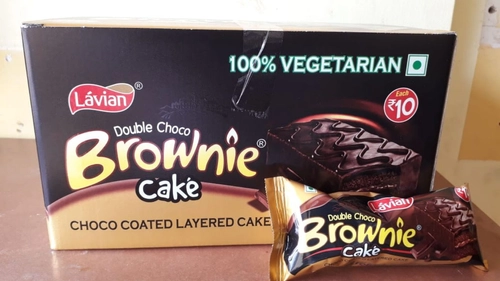 100% VEGETARIAN
Lávian®
Each
₹10
Double Choco
Brownie®
Cake
CHOCO COATED LAYERED CAKE
Lávian
Double Choco
Brownie
Cake